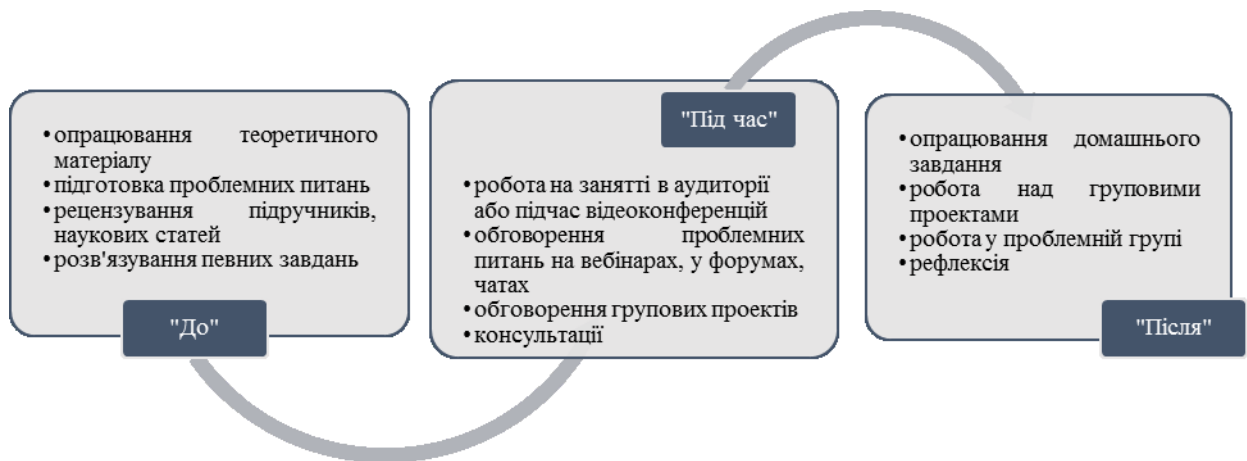 • опрацювання теоретичного
матеріалу
• підготовка проблемних питань
• рецензування підручників,
наукових статей
• розв'язування певних завдань
"До"
"Під час"
• робота на занятті в аудиторії
або підчас відеоконференцій
• обговорення проблемних
питань на вебінарах, у форумах,
чатах
• обговорення групових проектів
• консультації
• опрацювання домашнього
завдання
• робота над груповими
проектами
• робота у проблемній групі
• рефлексія
"Після"